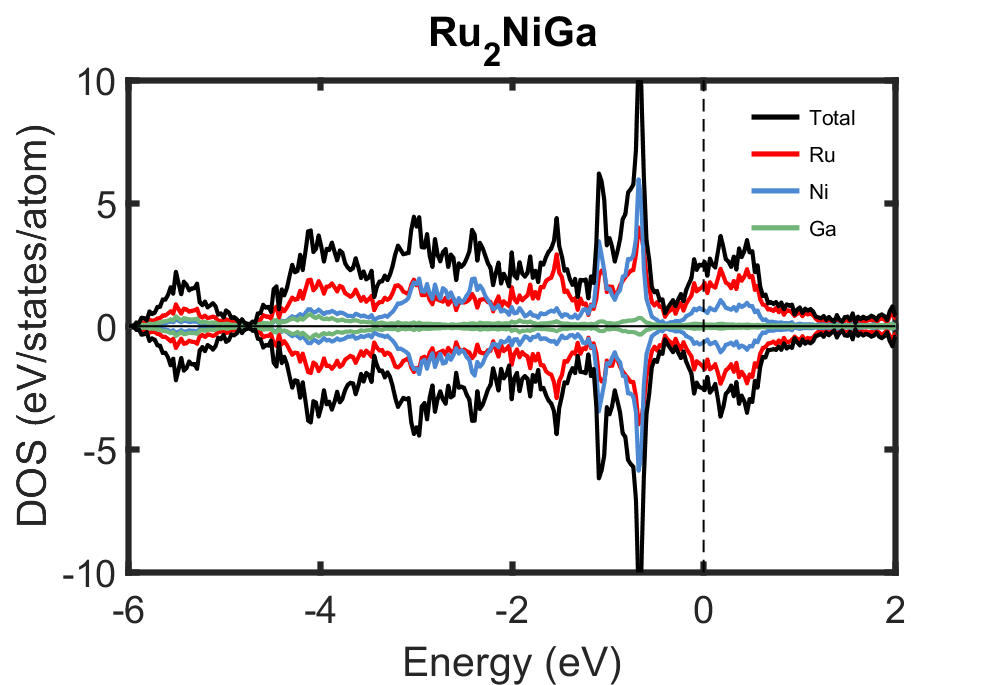 Ru2NiGa
DOS (eV/states/atom)
10
5
0
-5
-10
-6
-4
-2
0
2
Energy (eV)
Total
Ru
Ni
Ga